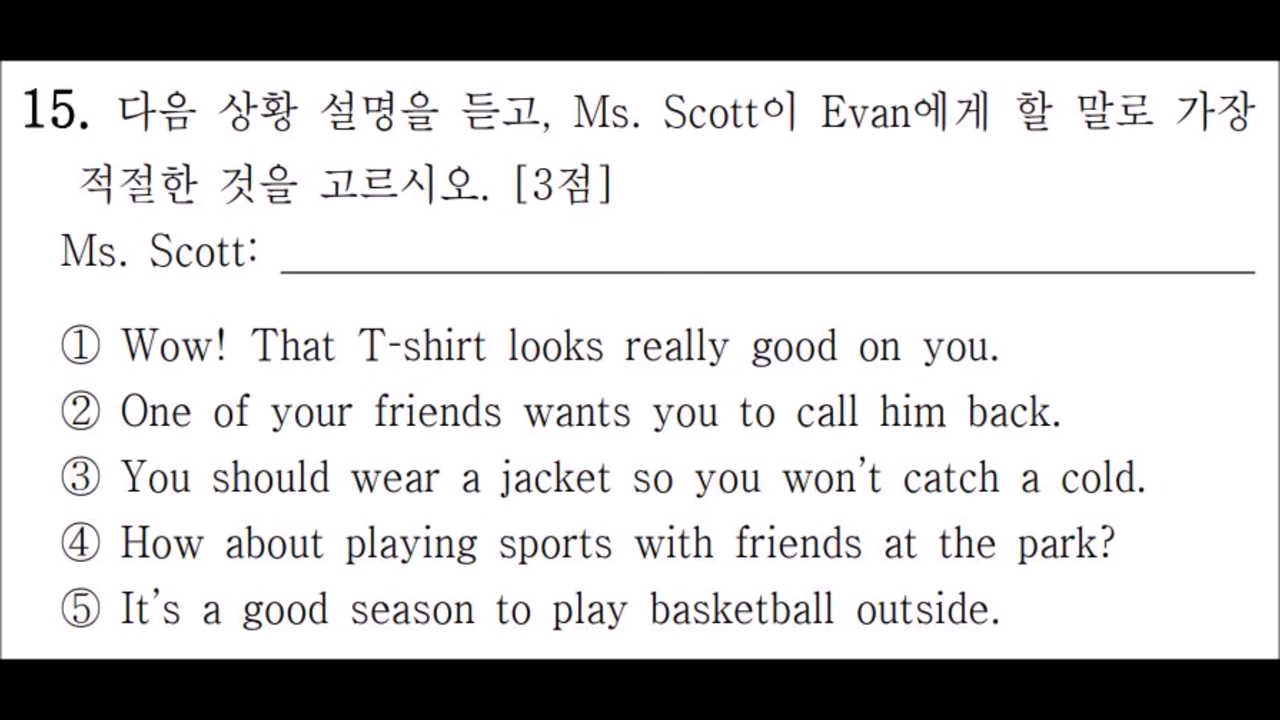 15. 다음 상황 설명을 듣고, Ms. Scott이 Evan에게 할 말로 가장
적절한 것을 고르시오. [3점]
Ms. Scott:
① Wow! That T-shirt looks really good on you.
② One of your friends wants you to call him back.
③ You should wear a jacket so you won't catch a cold.
④ How about playing sports with friends at the park?
⑤ It's a good season to play basketball outside.